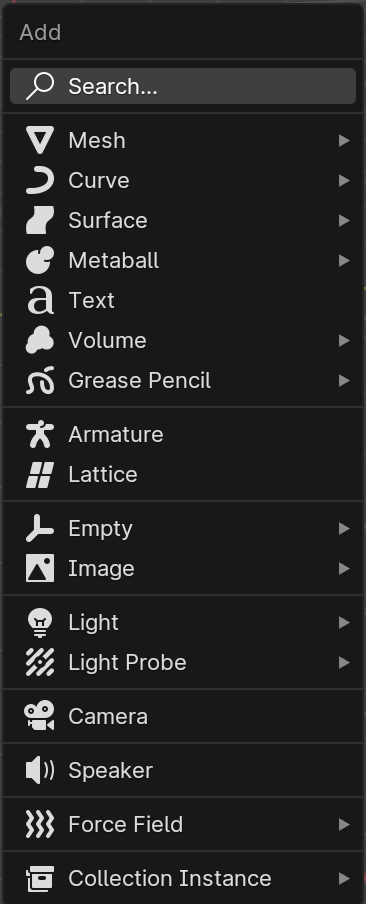 Add
Search...
Mesh
Curve
Surface
Metaball
Text
Volume
Grease Pencil
Armature
Lattice
Empty
Image
Light
Light Probe
Camera
Speaker
Force Field
Collection Instance